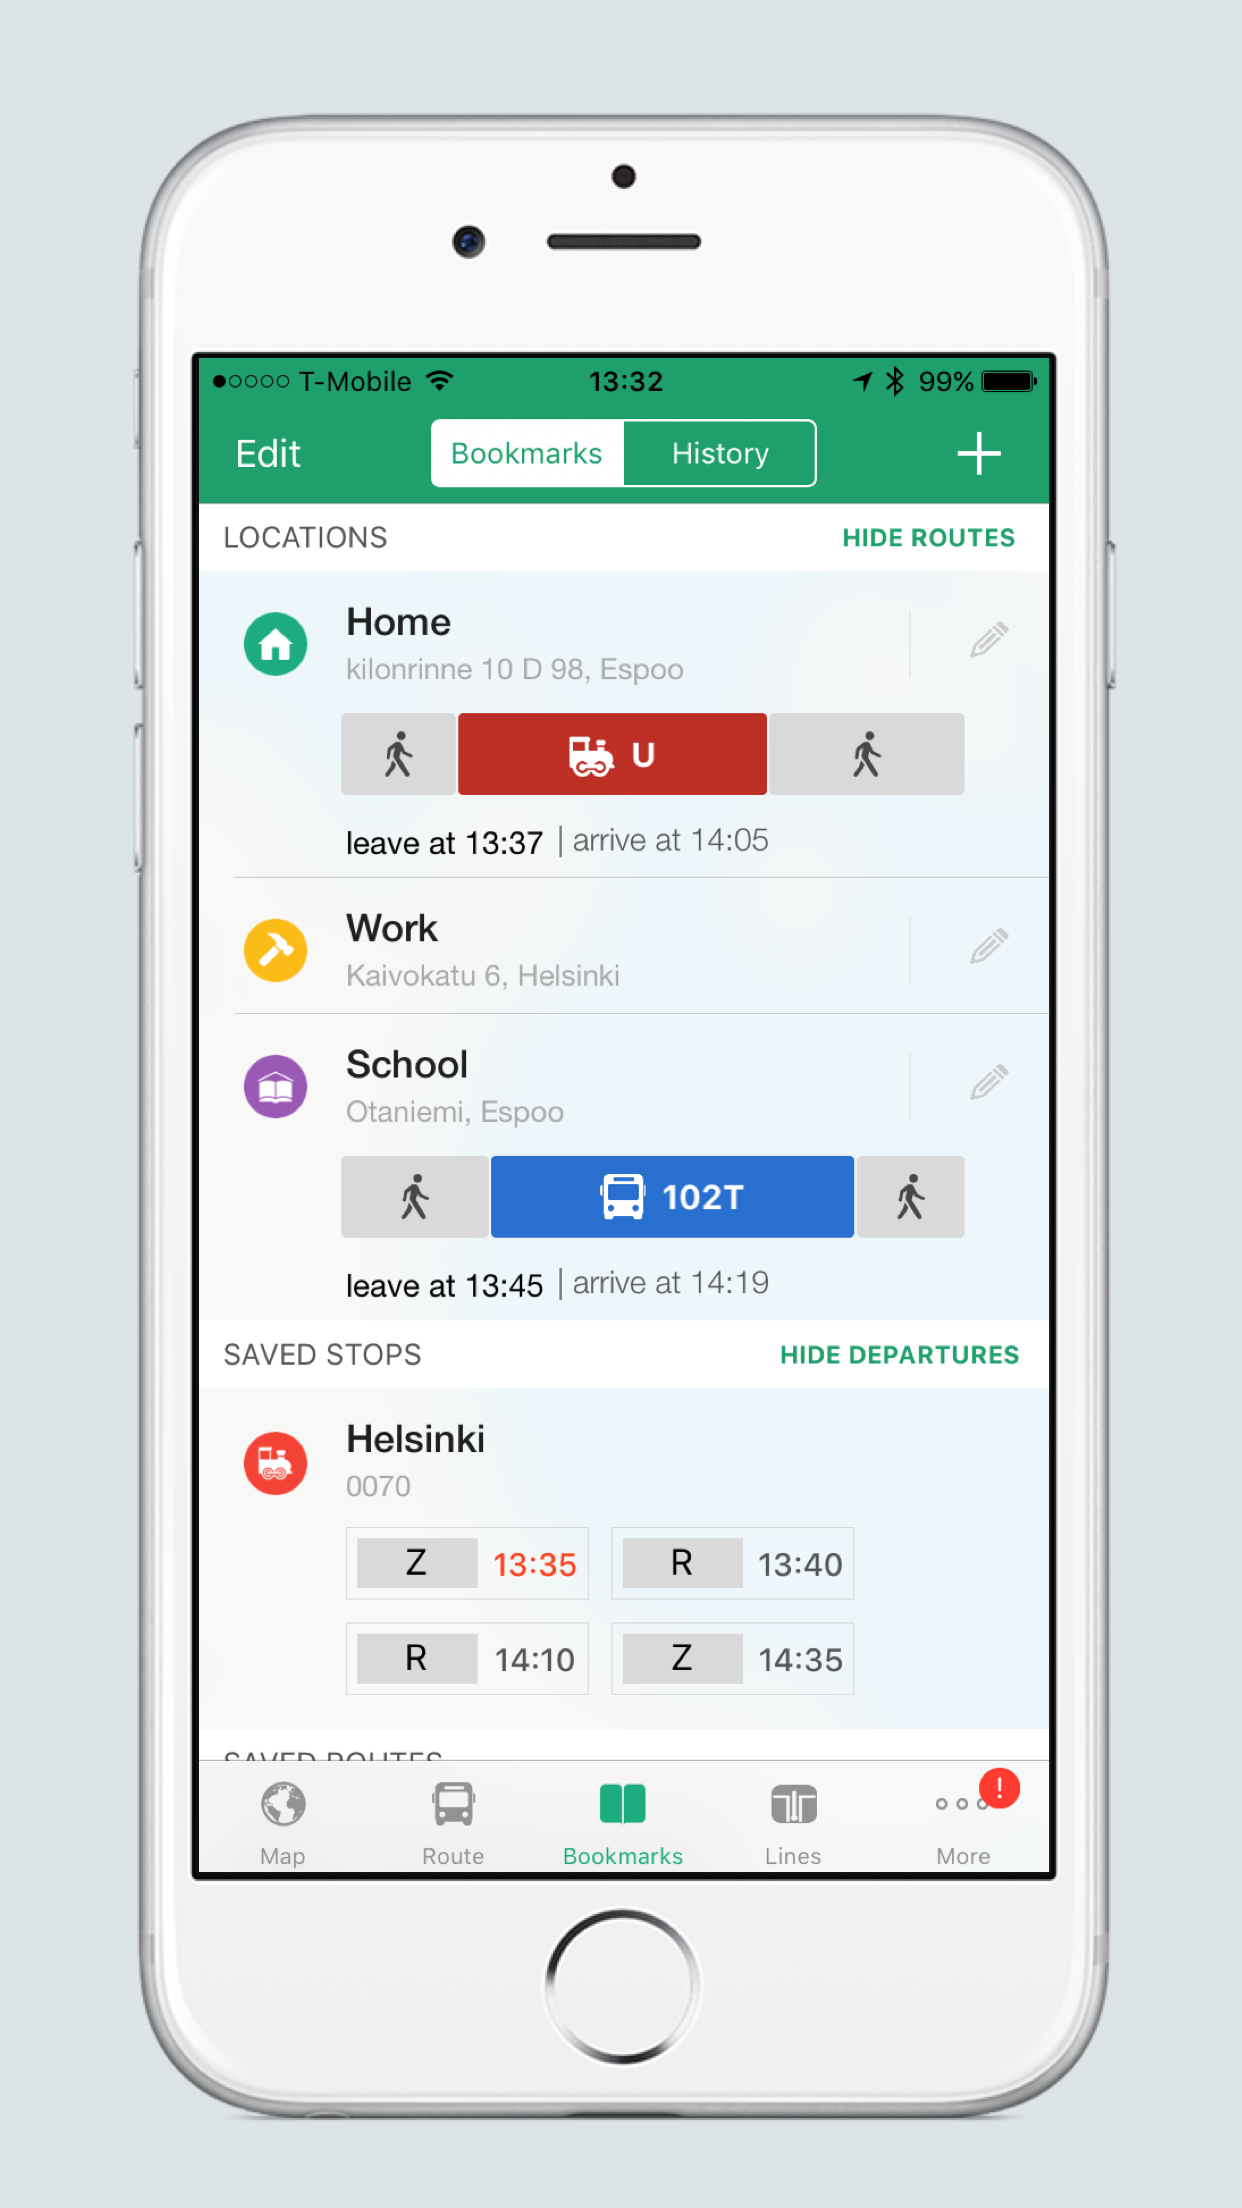 T-Mobile 13:32 99%
Edit Bookmarks History
LOCATIONS HIDE ROUTES
Home
kilonrinne 10 D 98, Espoo
U
leave at 13:37 | arrive at 14:05
Work
Kaivokatu 6, Helsinki
School
Otaniemi, Espoo
102T
leave at 13:45 | arrive at 14:19
SAVED STOPS HIDE DEPARTURES
Helsinki
0070
Z 13:35 R 13:40
R 14:10 Z 14:35
SAVED ROUTES
!
Map Route Bookmarks Lines More